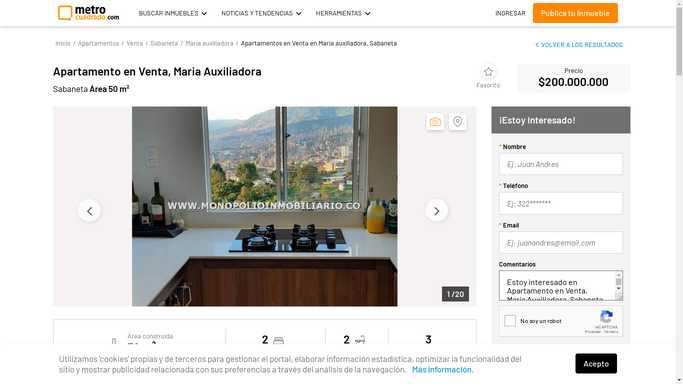 metro
cuadrado.com
BUSCAR INMUEBLES
NOTICIAS Y TENDENCIAS
HERRAMIENTAS
INGRESAR
Publica tu Inmueble
Inicio / Apartamentos / Venta / Sabaneta / Maria auxiliadora / Apartamentos en Venta en Maria auxiliadora, Sabaneta
VOLVER A LOS RESULTADOS
Apartamento en Venta, Maria Auxiliadora
Sabaneta Área 50 m²
Favorito
Precio
$200.000.000
WWW.MONOPOLIOINMOBILIARIO.CO
1 / 20
¡Estoy Interesado!
* Nombre
Ej: Juan Andres
* Teléfono
Ej: 322*******
* Email
Ej: juanandres@email.com
Comentarios
Estoy interesado en
Apartamento en Venta,
Maria Auxiliadora, Sabaneta
No soy un robot
reCAPTCHA
Privacidad - Términos
Área construida
2
2
3
Utilizamos 'cookies' propias y de terceros para gestionar el portal, elaborar información estadística, optimizar la funcionalidad del
sitio y mostrar publicidad relacionada con sus preferencias a través del análisis de la navegación. Más información.
Acepto